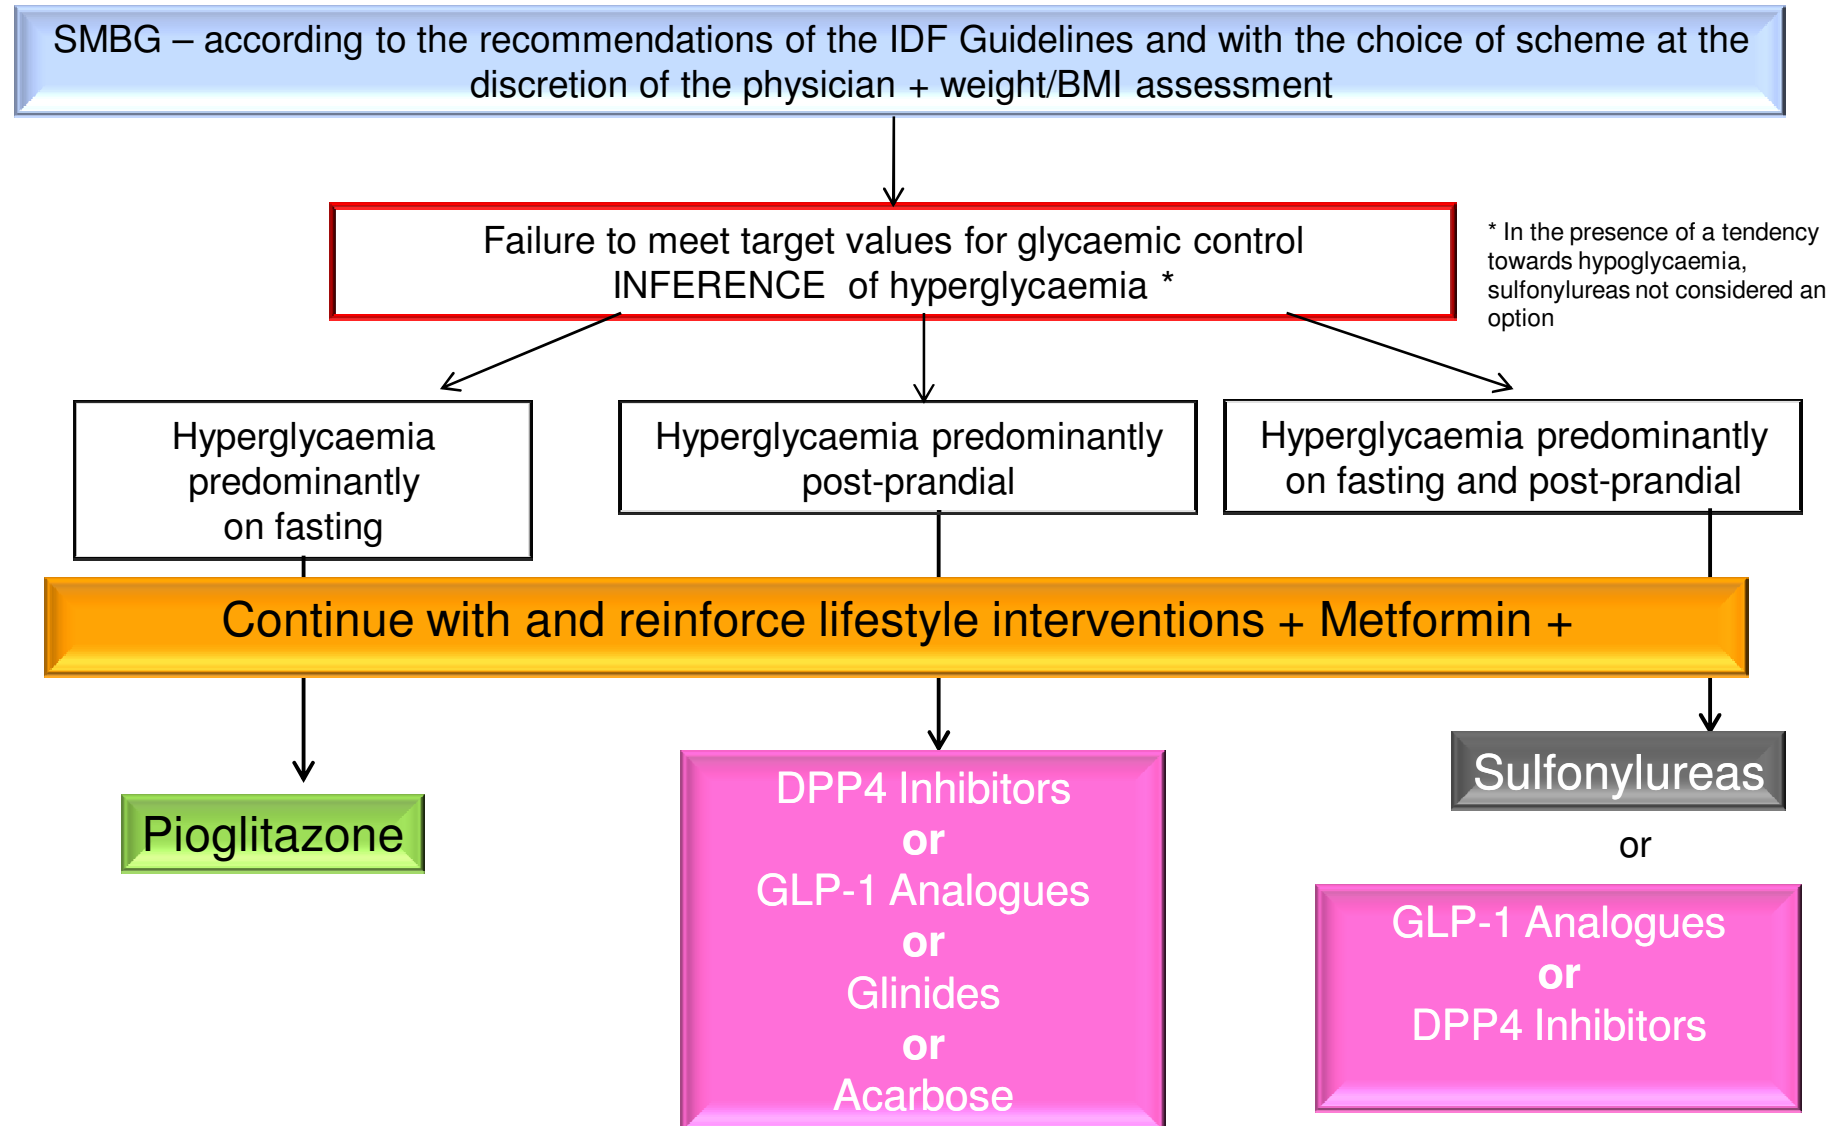 SMBG – according to the recommendations of the IDF Guidelines and with the choice of scheme at the
discretion of the physician + weight/BMI assessment
Failure to meet target values for glycaemic control
INFERENCE of hyperglycaemia *
* In the presence of a tendency
towards hypoglycaemia,
sulfonylureas not considered an
option
Hyperglycaemia
predominantly
on fasting
Hyperglycaemia predominantly
post-prandial
Hyperglycaemia predominantly
on fasting and post-prandial
Continue with and reinforce lifestyle interventions + Metformin +
Pioglitazone
DPP4 Inhibitors
or
GLP-1 Analogues
or
Glinides
or
Acarbose
Sulfonylureas
or
GLP-1 Analogues
or
DPP4 Inhibitors